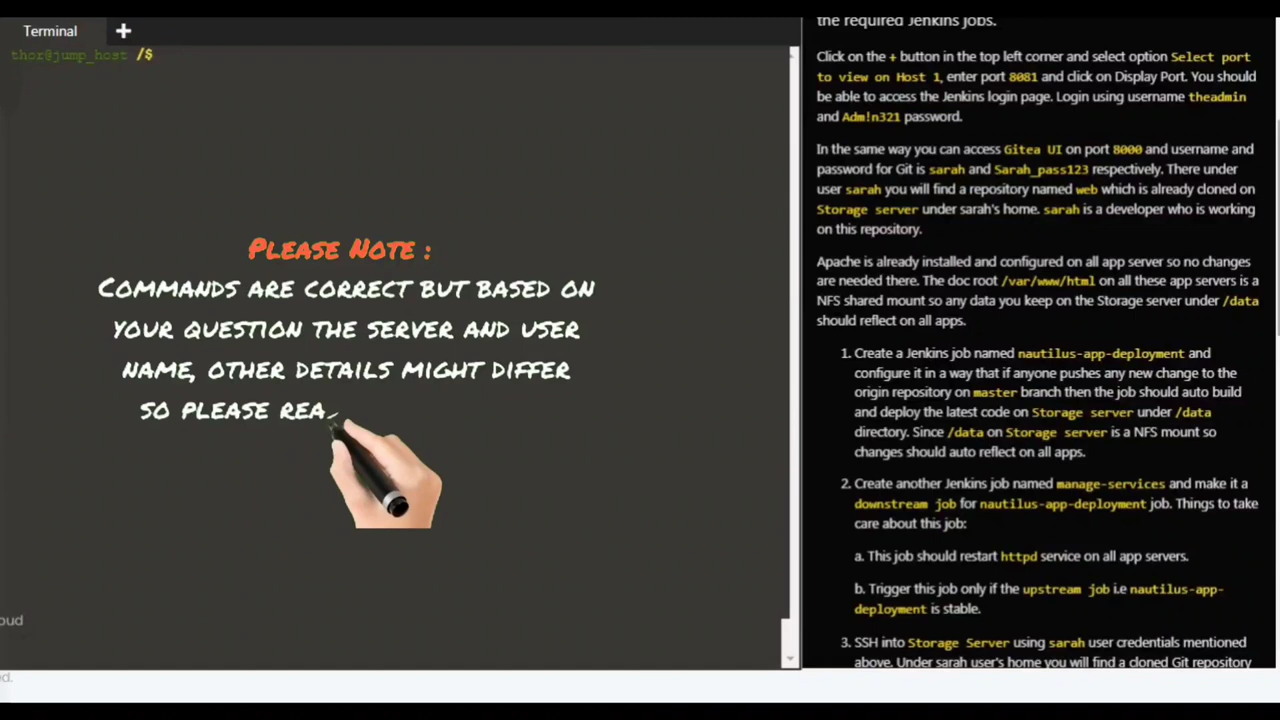 Terminal
+
thor@jump_host /$
Please Note :
Commands are correct but based on
your question the server and user
name, other details might differ
so please rea
oud
ed.
the required Jenkins jobs.
Click on the + button in the top left corner and select option Select port
to view on Host 1, enter port 8081 and click on Display Port. You should
be able to access the Jenkins login page. Login using username theadmin
and Adm!n321 password.
In the same way you can access Gitea UI on port 8000 and username and
password for Git is sarah and Sarah_pass123 respectively. There under
user sarah you will find a repository named web which is already cloned on
Storage server under sarah's home. sarah is a developer who is working
on this repository.
Apache is already installed and configured on all app server so no changes
are needed there. The doc root /var/www/html on all these app servers is a
NFS shared mount so any data you keep on the Storage server under /data
should reflect on all apps.
1. Create a Jenkins job named nautilus-app-deployment and
configure it in a way that if anyone pushes any new change to the
origin repository on master branch then the job should auto build
and deploy the latest code on Storage server under /data
directory. Since /data on Storage server is a NFS mount so
changes should auto reflect on all apps.
2. Create another Jenkins job named manage-services and make it a
downstream job for nautilus-app-deployment job. Things to take
care about this job:
a. This job should restart httpd service on all app servers.
b. Trigger this job only if the upstream job i.e nautilus-app-
deployment is stable.
3. SSH into Storage Server using sarah user credentials mentioned
above. Under sarah user's home you will find a cloned Git repository